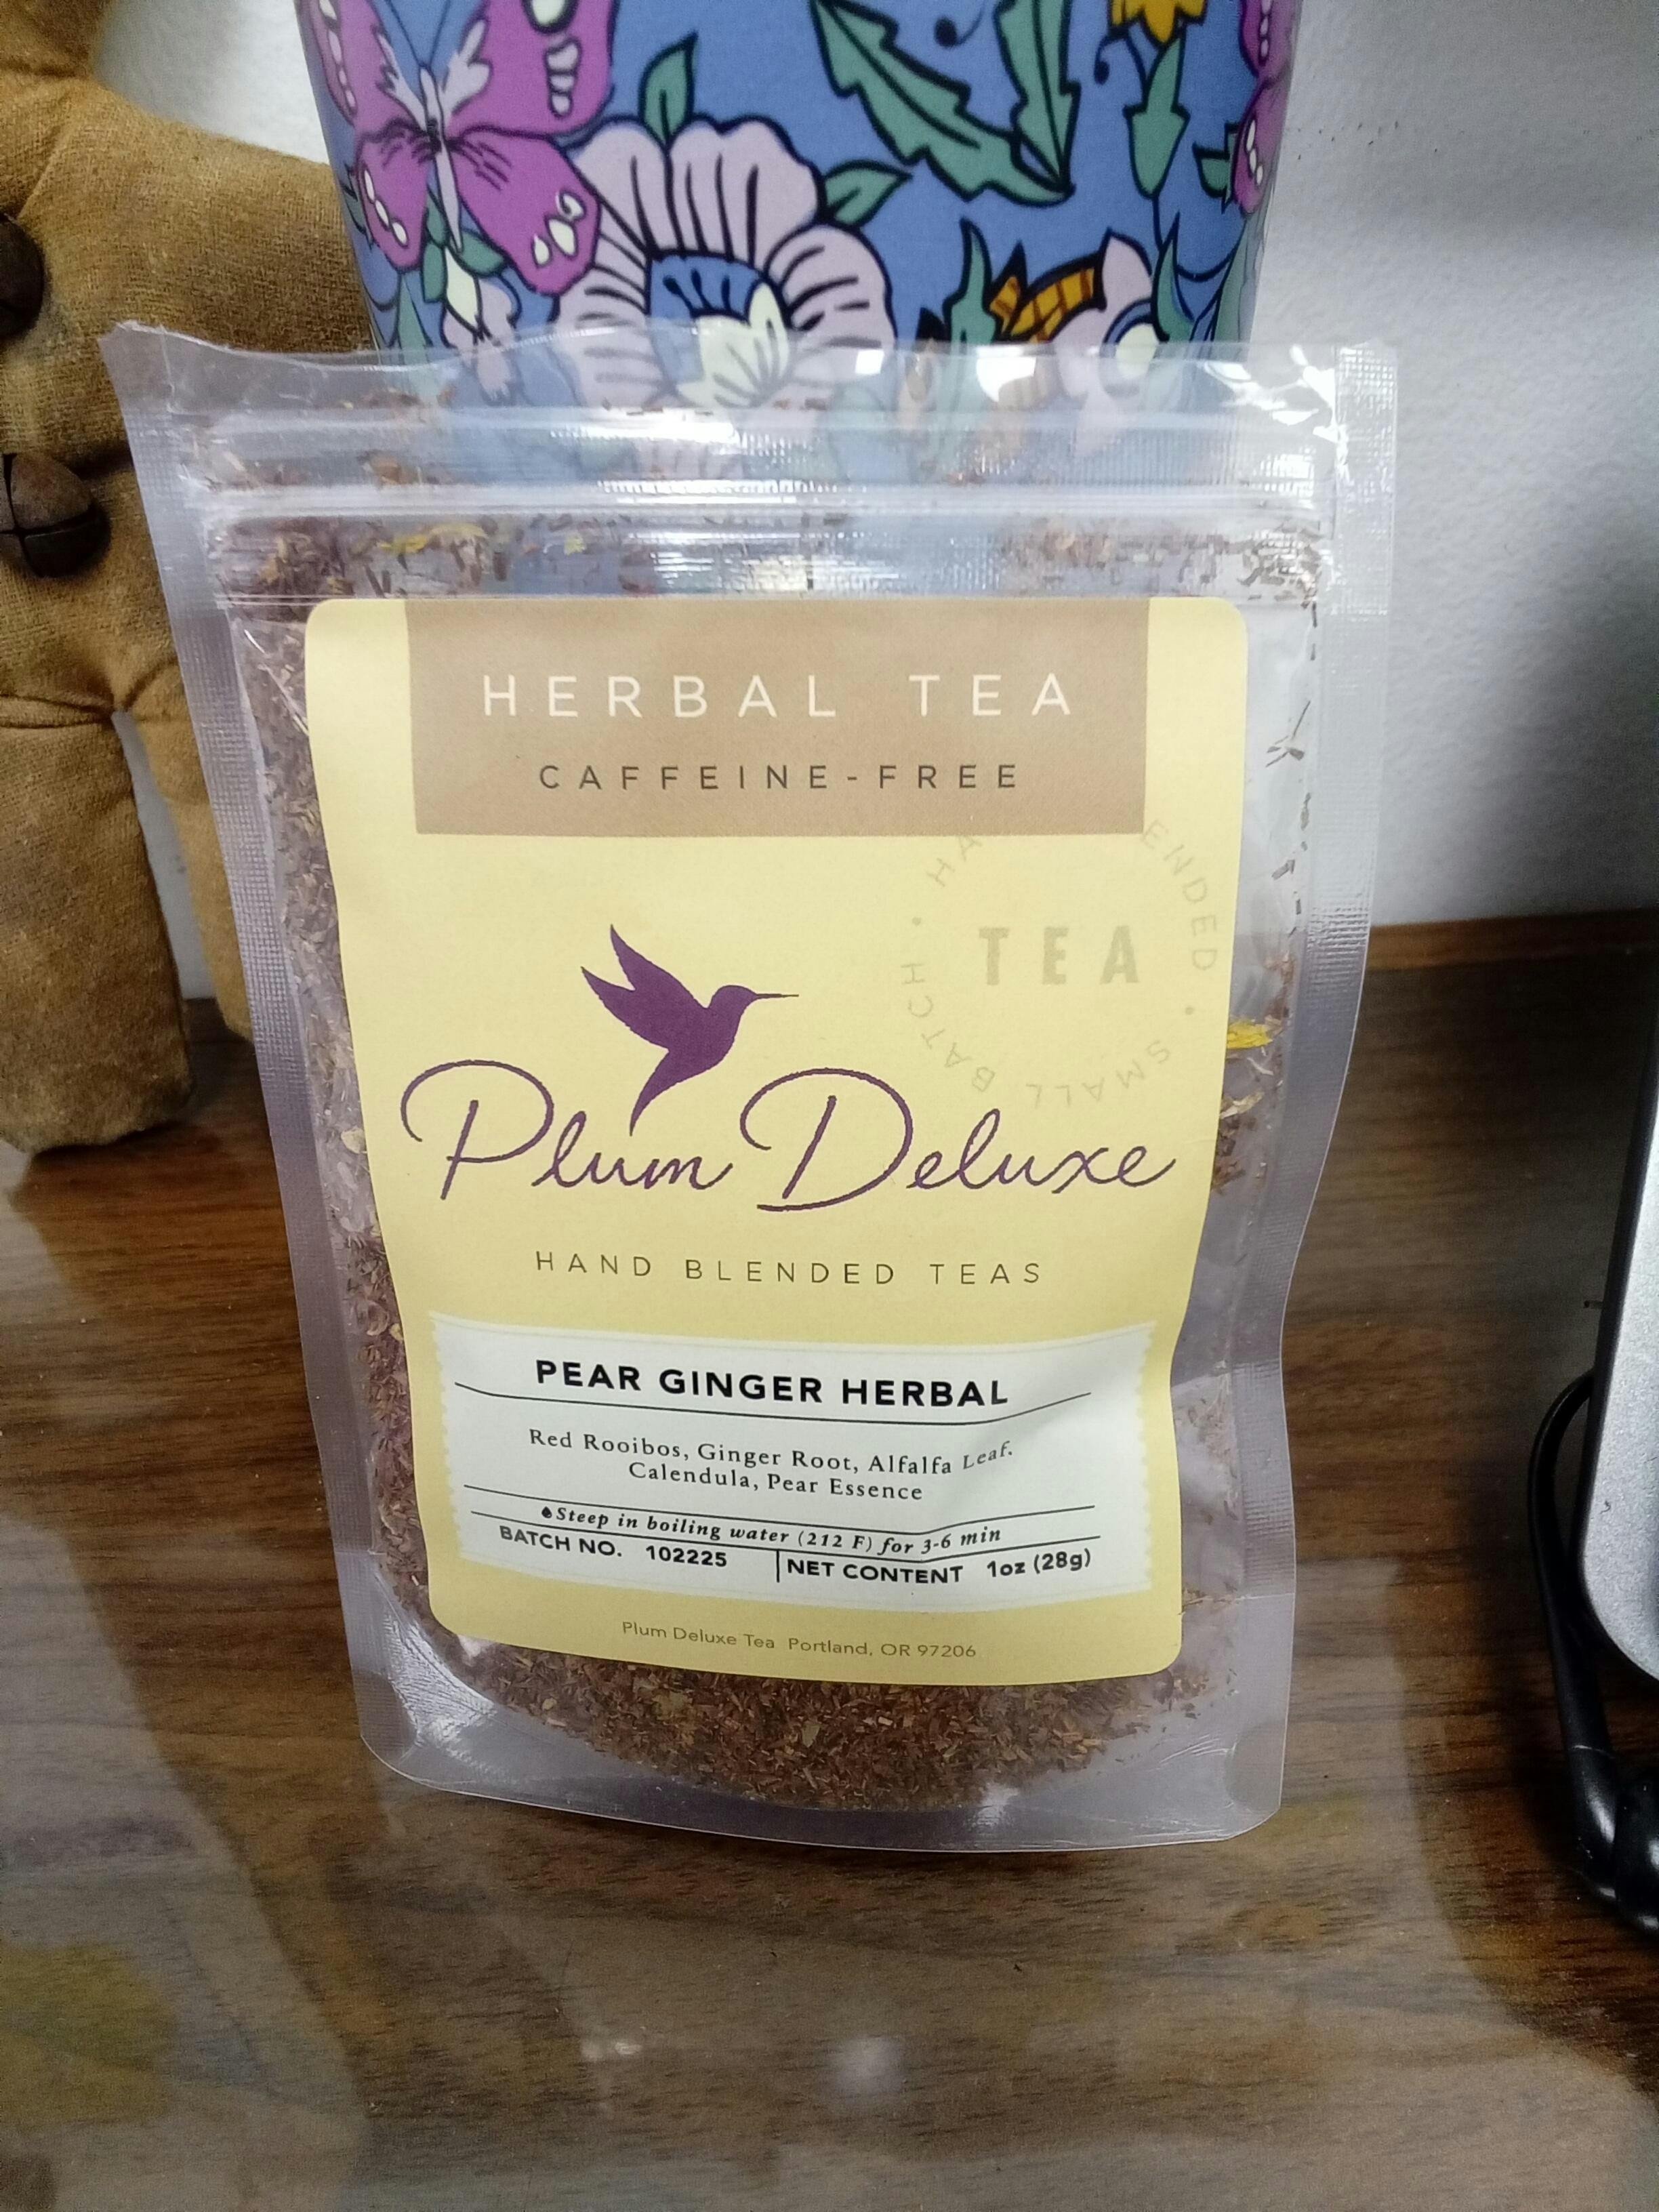 HERBAL TEA
CAFFEINE-FREE
TEA
SMALL BATCH
Plum Deluxe
HAND BLENDED TEAS
PEAR GINGER HERBAL
Red Rooibos, Ginger Root, Alfalfa Leaf.
Calendula, Pear Essence
Steep in boiling water (212 F) for 3-6 min
BATCH NO. 102225 NET CONTENT 1oz (28g)
Plum Deluxe Tea Portland, OR 97206